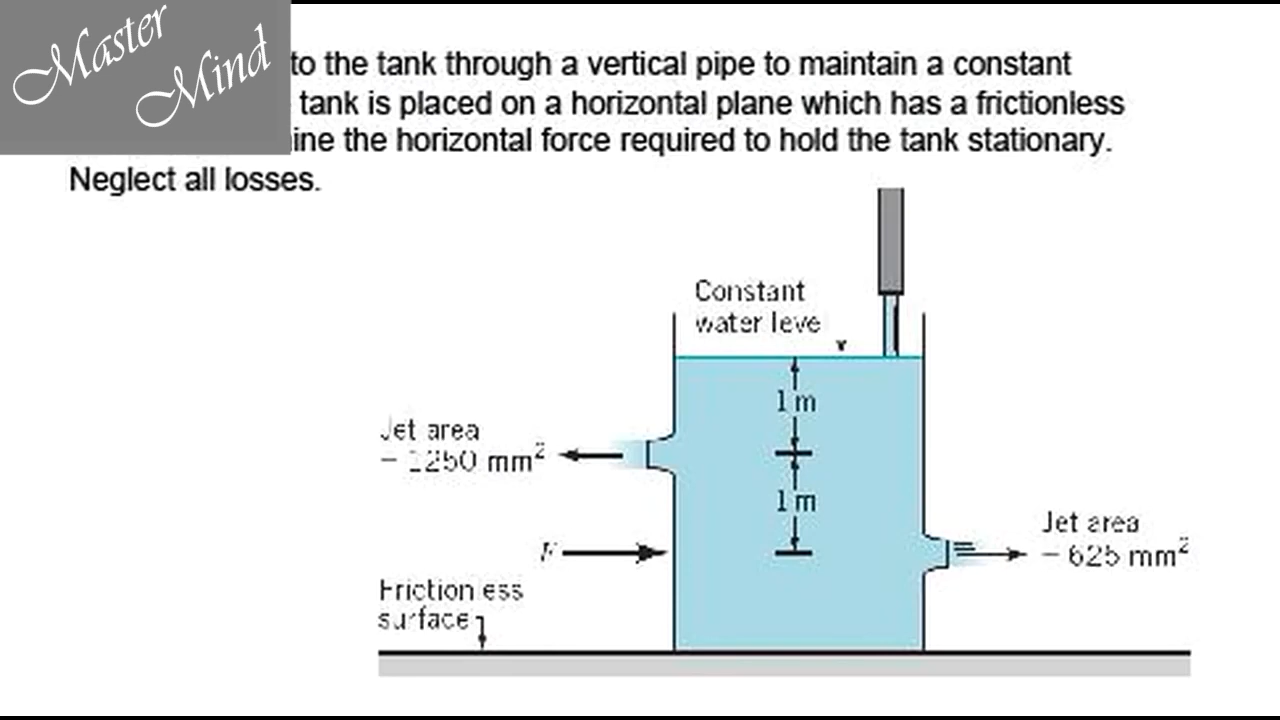 Master
Mind
to the tank through a vertical pipe to maintain a constant
tank is placed on a horizontal plane which has a frictionless
ine the horizontal force required to hold the tank stationary.
Neglect all losses.
Constant
water leve
1 m
Jet area
– 1250 mm²
1 m
Jet area
– 625 mm²
F
Friction ess
surface